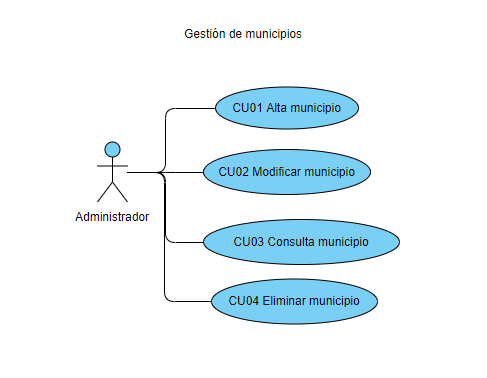 Gestión de municipios
CU01 Alta municipio
CU02 Modificar municipio
Administrador
CU03 Consulta municipio
CU04 Eliminar municipio